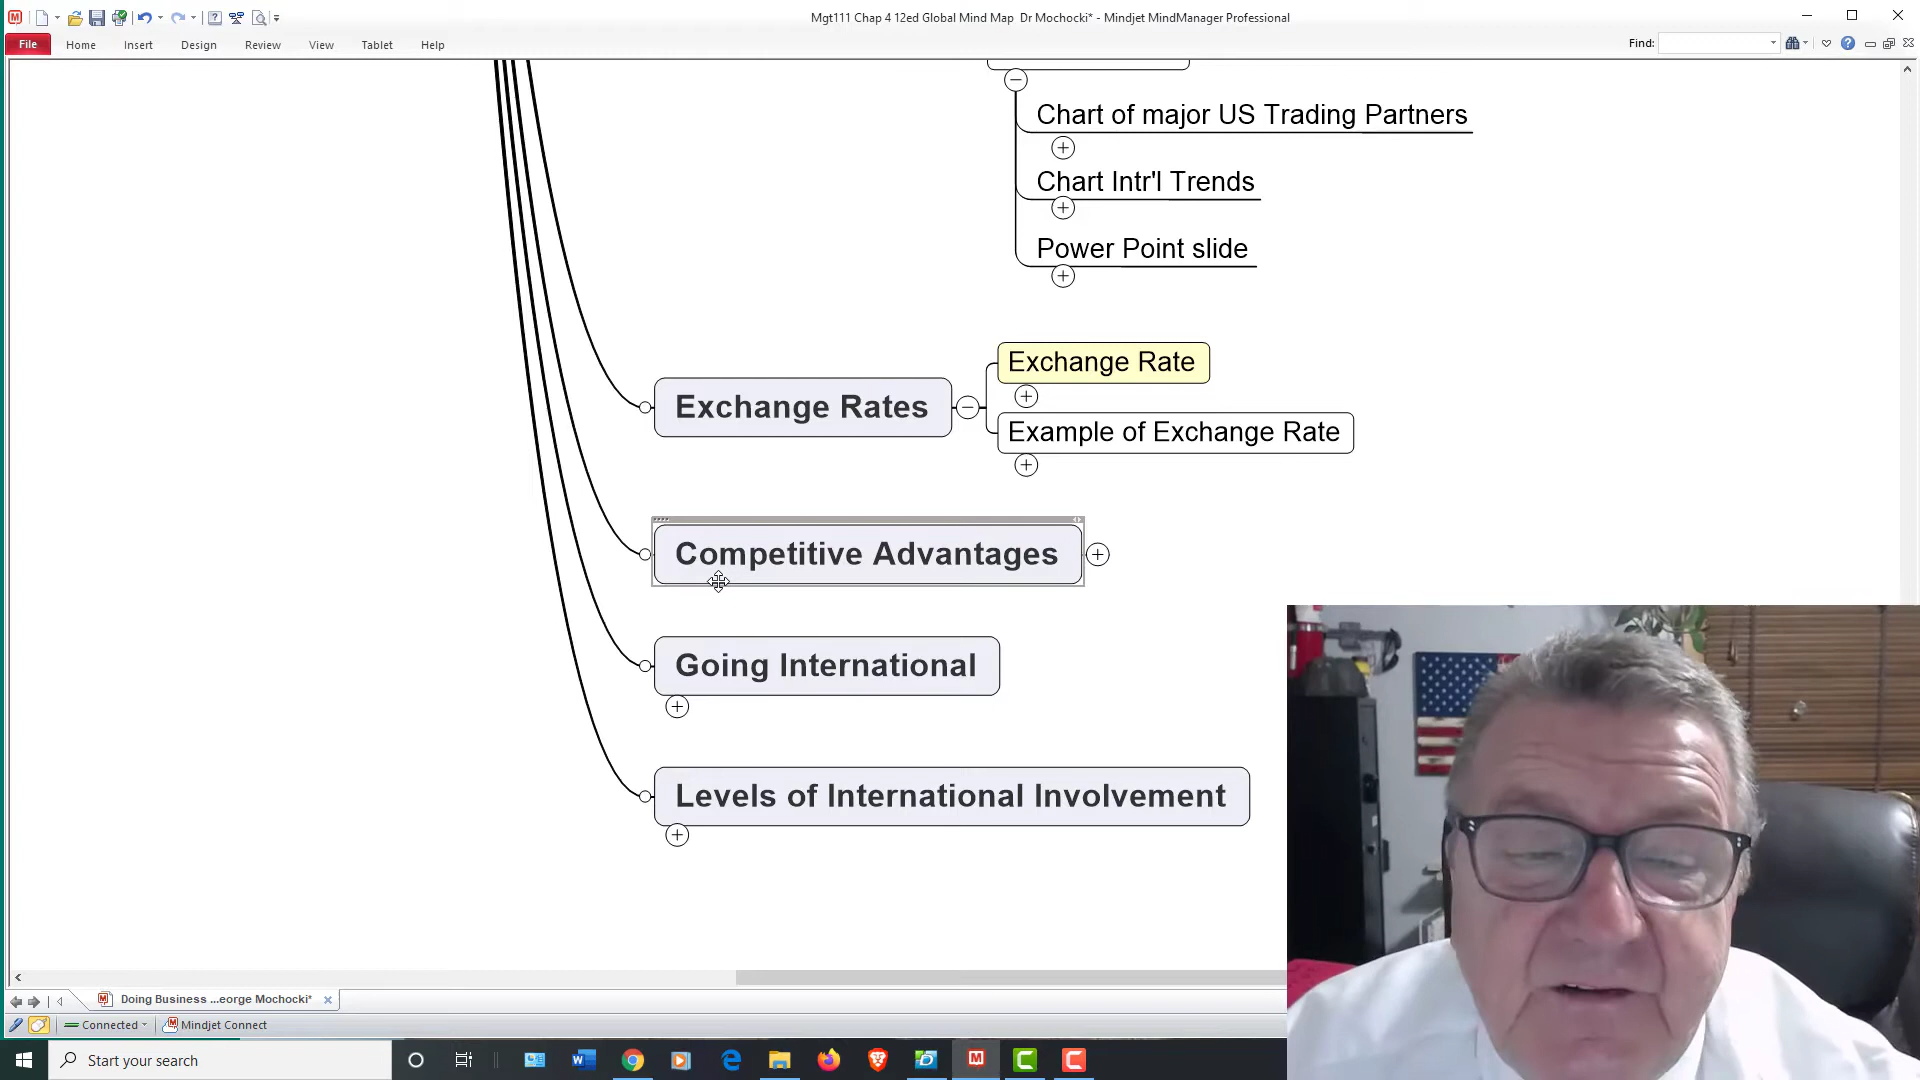 Mgt111 Chap 4 12ed Global Mind Map  Dr Mochocki* - Mindjet MindManager Professional
File Home Insert Design Review View Tablet Help
Find:
Chart of major US Trading Partners
Chart Intr'l Trends
Power Point slide
Exchange Rates
Exchange Rate
Example of Exchange Rate
Competitive Advantages
Going International
Levels of International Involvement
Doing Business ...eorge Mochocki*
Connected
Mindjet Connect
Start your search